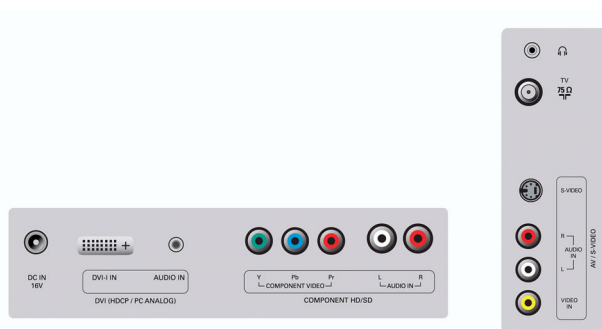 TV
75 Ω
S-VIDEO
R
AUDIO IN
L
VIDEO IN
AV / S-VIDEO
DC IN
16V
DVI-I IN AUDIO IN
DVI (HDCP / PC ANALOG)
Y Pb Pr L R
COMPONENT VIDEO AUDIO IN
COMPONENT HD/SD